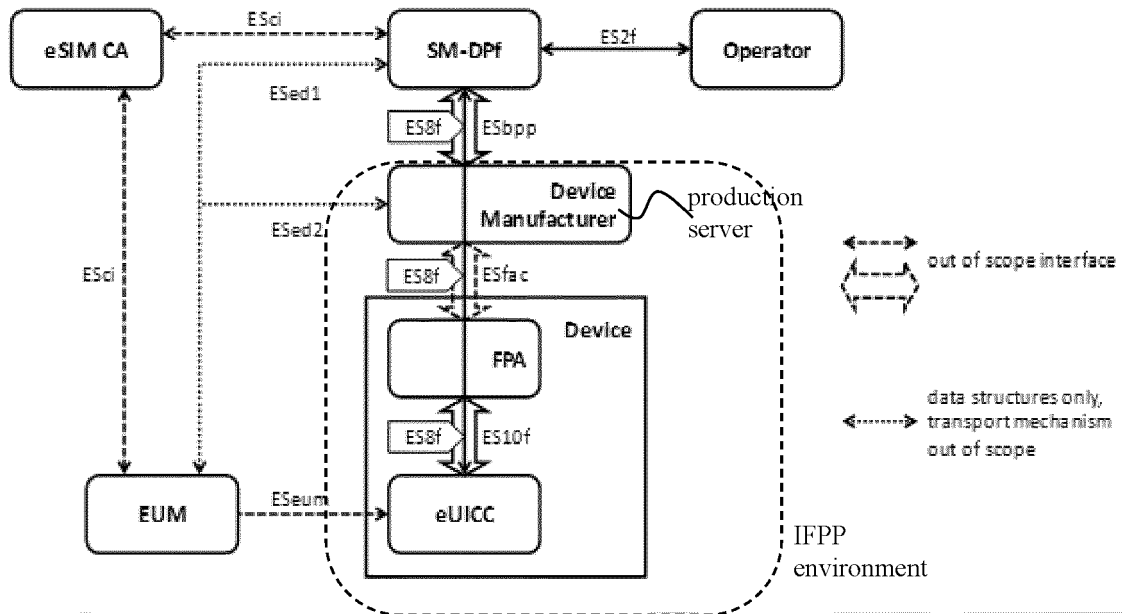 ESci
eSIM CA
SM-DPf
ES2f
Operator
ESed1
ES8f
ESbpp
Device
Manufacturer
production
server
ESed2
ESci
ES8f
ESfac
out of scope interface
Device
FPA
data structures only,
transport mechanism
out of scope
ES8f
ES10f
EUM
ESeum
eUICC
IFPP
environment